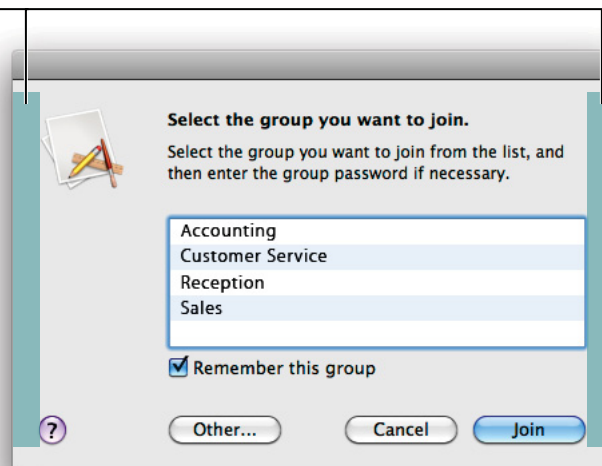 Select the group you want to join.
Select the group you want to join from the list, and
then enter the group password if necessary.
Accounting
Customer Service
Reception
Sales
Remember this group
?
Other...
Cancel
Join